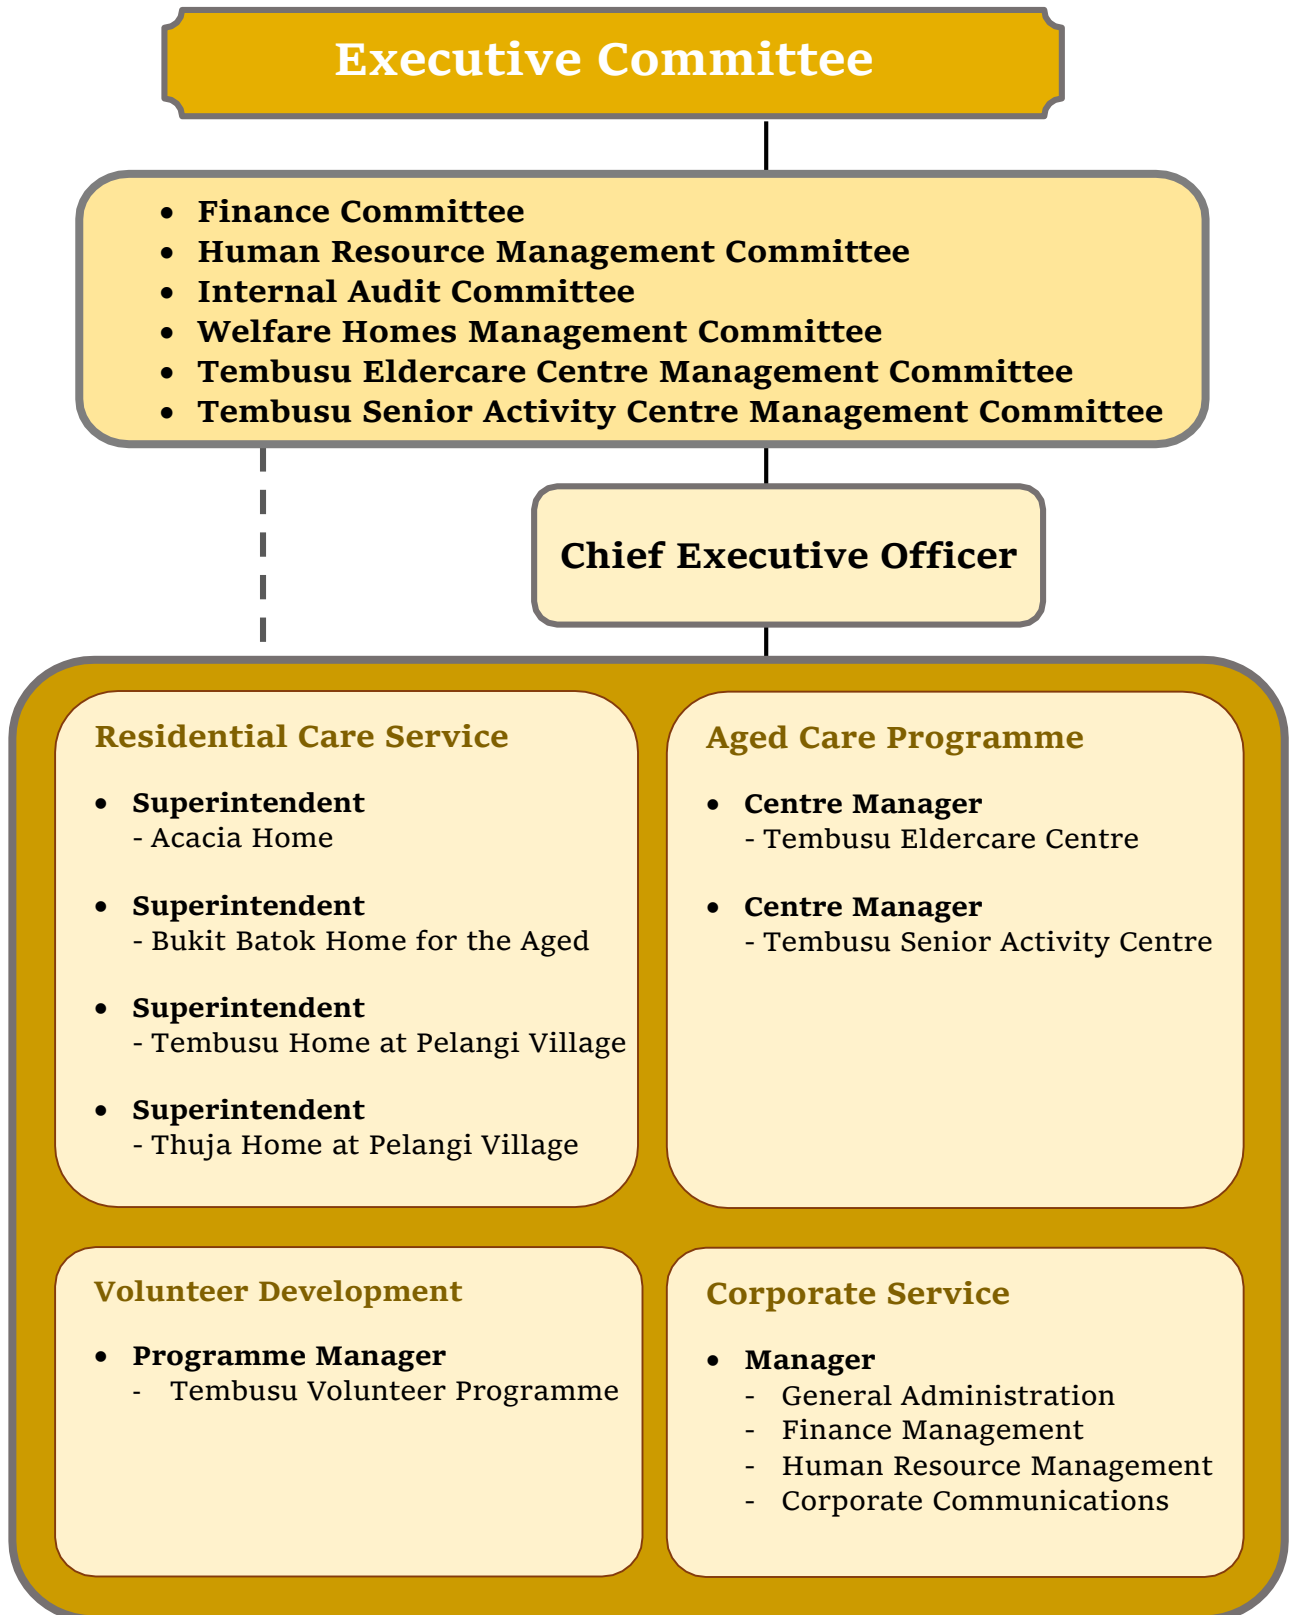 Executive Committee
• Finance Committee
• Human Resource Management Committee
• Internal Audit Committee
• Welfare Homes Management Committee
• Tembusu Eldercare Centre Management Committee
• Tembusu Senior Activity Centre Management Committee
Chief Executive Officer
Residential Care Service
• Superintendent
- Acacia Home
• Superintendent
- Bukit Batok Home for the Aged
• Superintendent
- Tembusu Home at Pelangi Village
• Superintendent
- Thuja Home at Pelangi Village
Aged Care Programme
• Centre Manager
- Tembusu Eldercare Centre
• Centre Manager
- Tembusu Senior Activity Centre
Volunteer Development
• Programme Manager
- Tembusu Volunteer Programme
Corporate Service
• Manager
- General Administration
- Finance Management
- Human Resource Management
- Corporate Communications